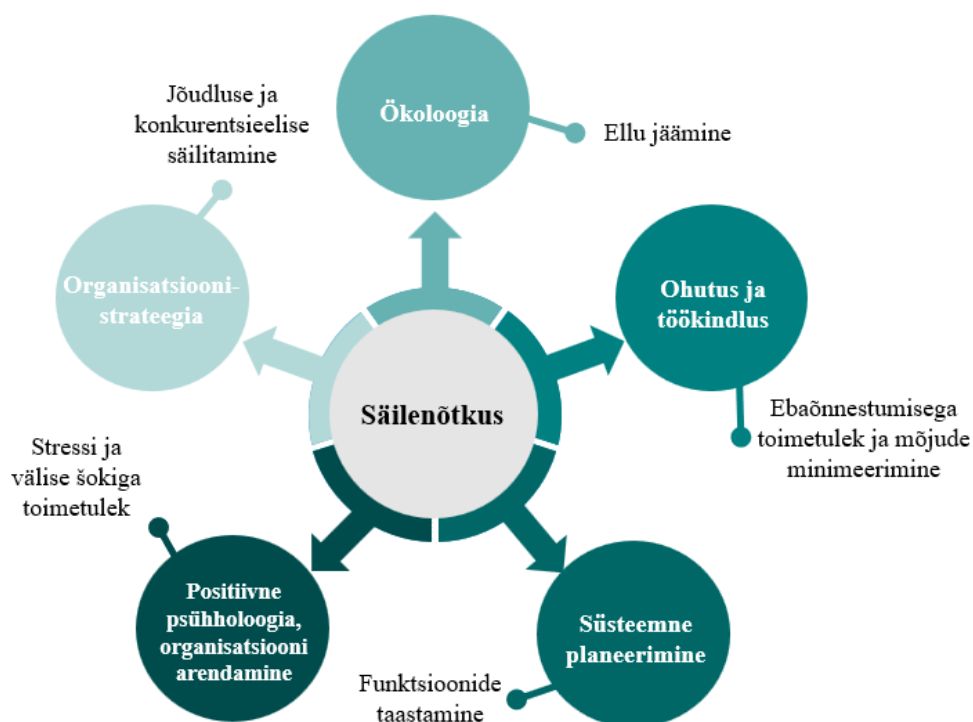 Ökoloogia
Ellu jäämine
Jõudluse ja
konkurentsieelise
säilitamine
Organisatsiooni-
strateegia
Ohutus ja
töökindlus
Ebaõnnestumisega
toimetulek ja mõjude
minimeerimine
Säilenõtkus
Stressi ja
välise šokiga
toimetulek
Positiivne
psühholoogia,
organisatsiooni
arendamine
Süsteemne
planeerimine
Funktsioonide
taastamine